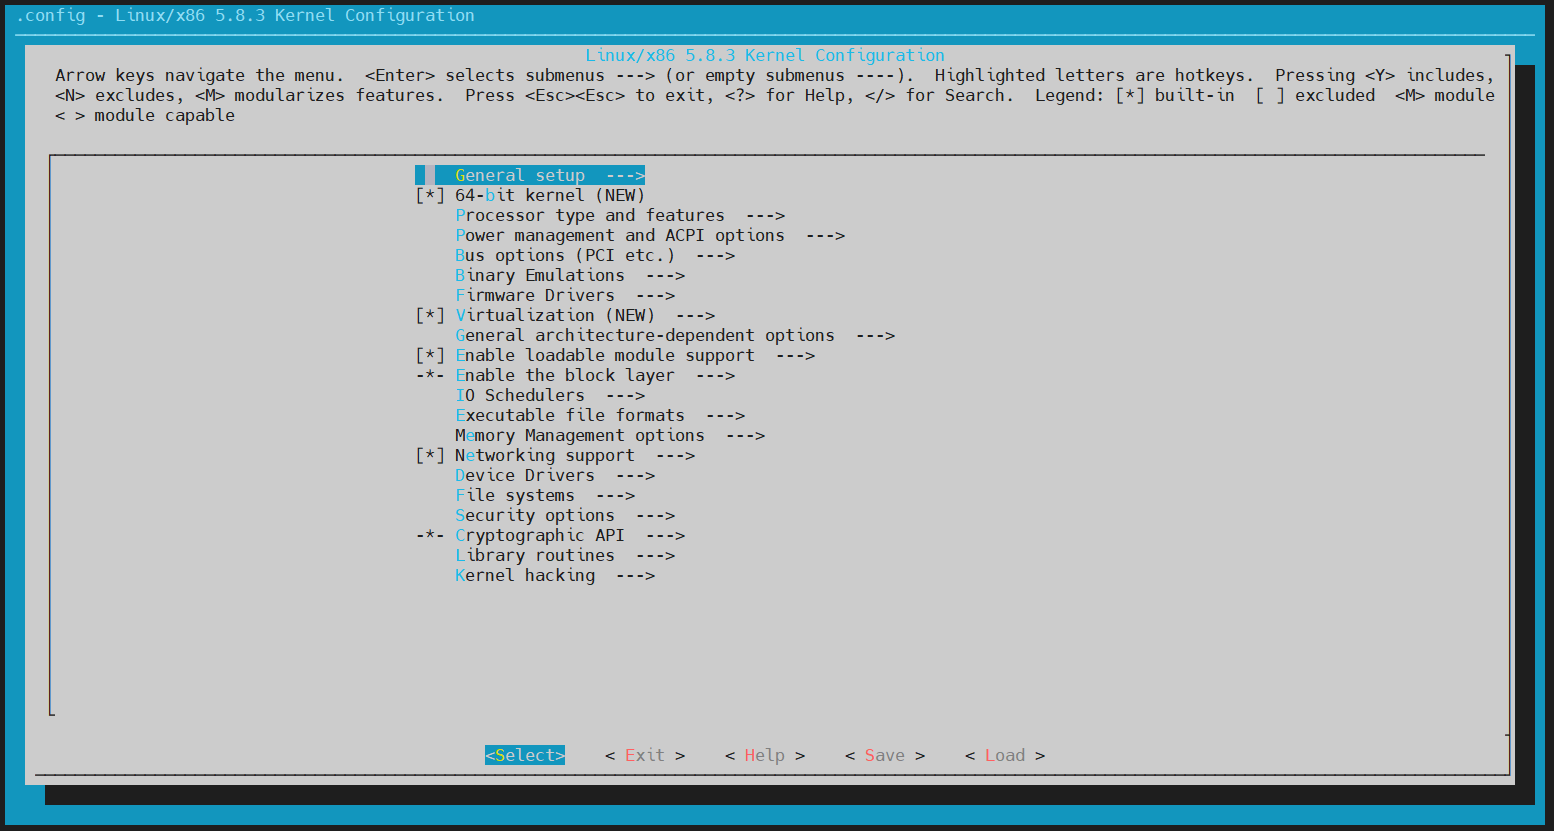 .config - Linux/x86 5.8.3 Kernel Configuration
Linux/x86 5.8.3 Kernel Configuration
Arrow keys navigate the menu.  <Enter> selects submenus ---> (or empty submenus ----).  Highlighted letters are hotkeys.  Pressing <Y> includes,
<N> excludes, <M> modularizes features.  Press <Esc><Esc> to exit, <?> for Help, </> for Search.  Legend: [*] built-in  [ ] excluded  <M> module
< > module capable
General setup  --->
[*] 64-bit kernel (NEW)
Processor type and features  --->
Power management and ACPI options  --->
Bus options (PCI etc.)  --->
Binary Emulations  --->
Firmware Drivers  --->
[*] Virtualization (NEW)  --->
General architecture-dependent options  --->
[*] Enable loadable module support  --->
-*- Enable the block layer  --->
IO Schedulers  --->
Executable file formats  --->
Memory Management options  --->
[*] Networking support  --->
Device Drivers  --->
File systems  --->
Security options  --->
-*- Cryptographic API  --->
Library routines  --->
Kernel hacking  --->
<Select>    < Exit >    < Help >    < Save >    < Load >